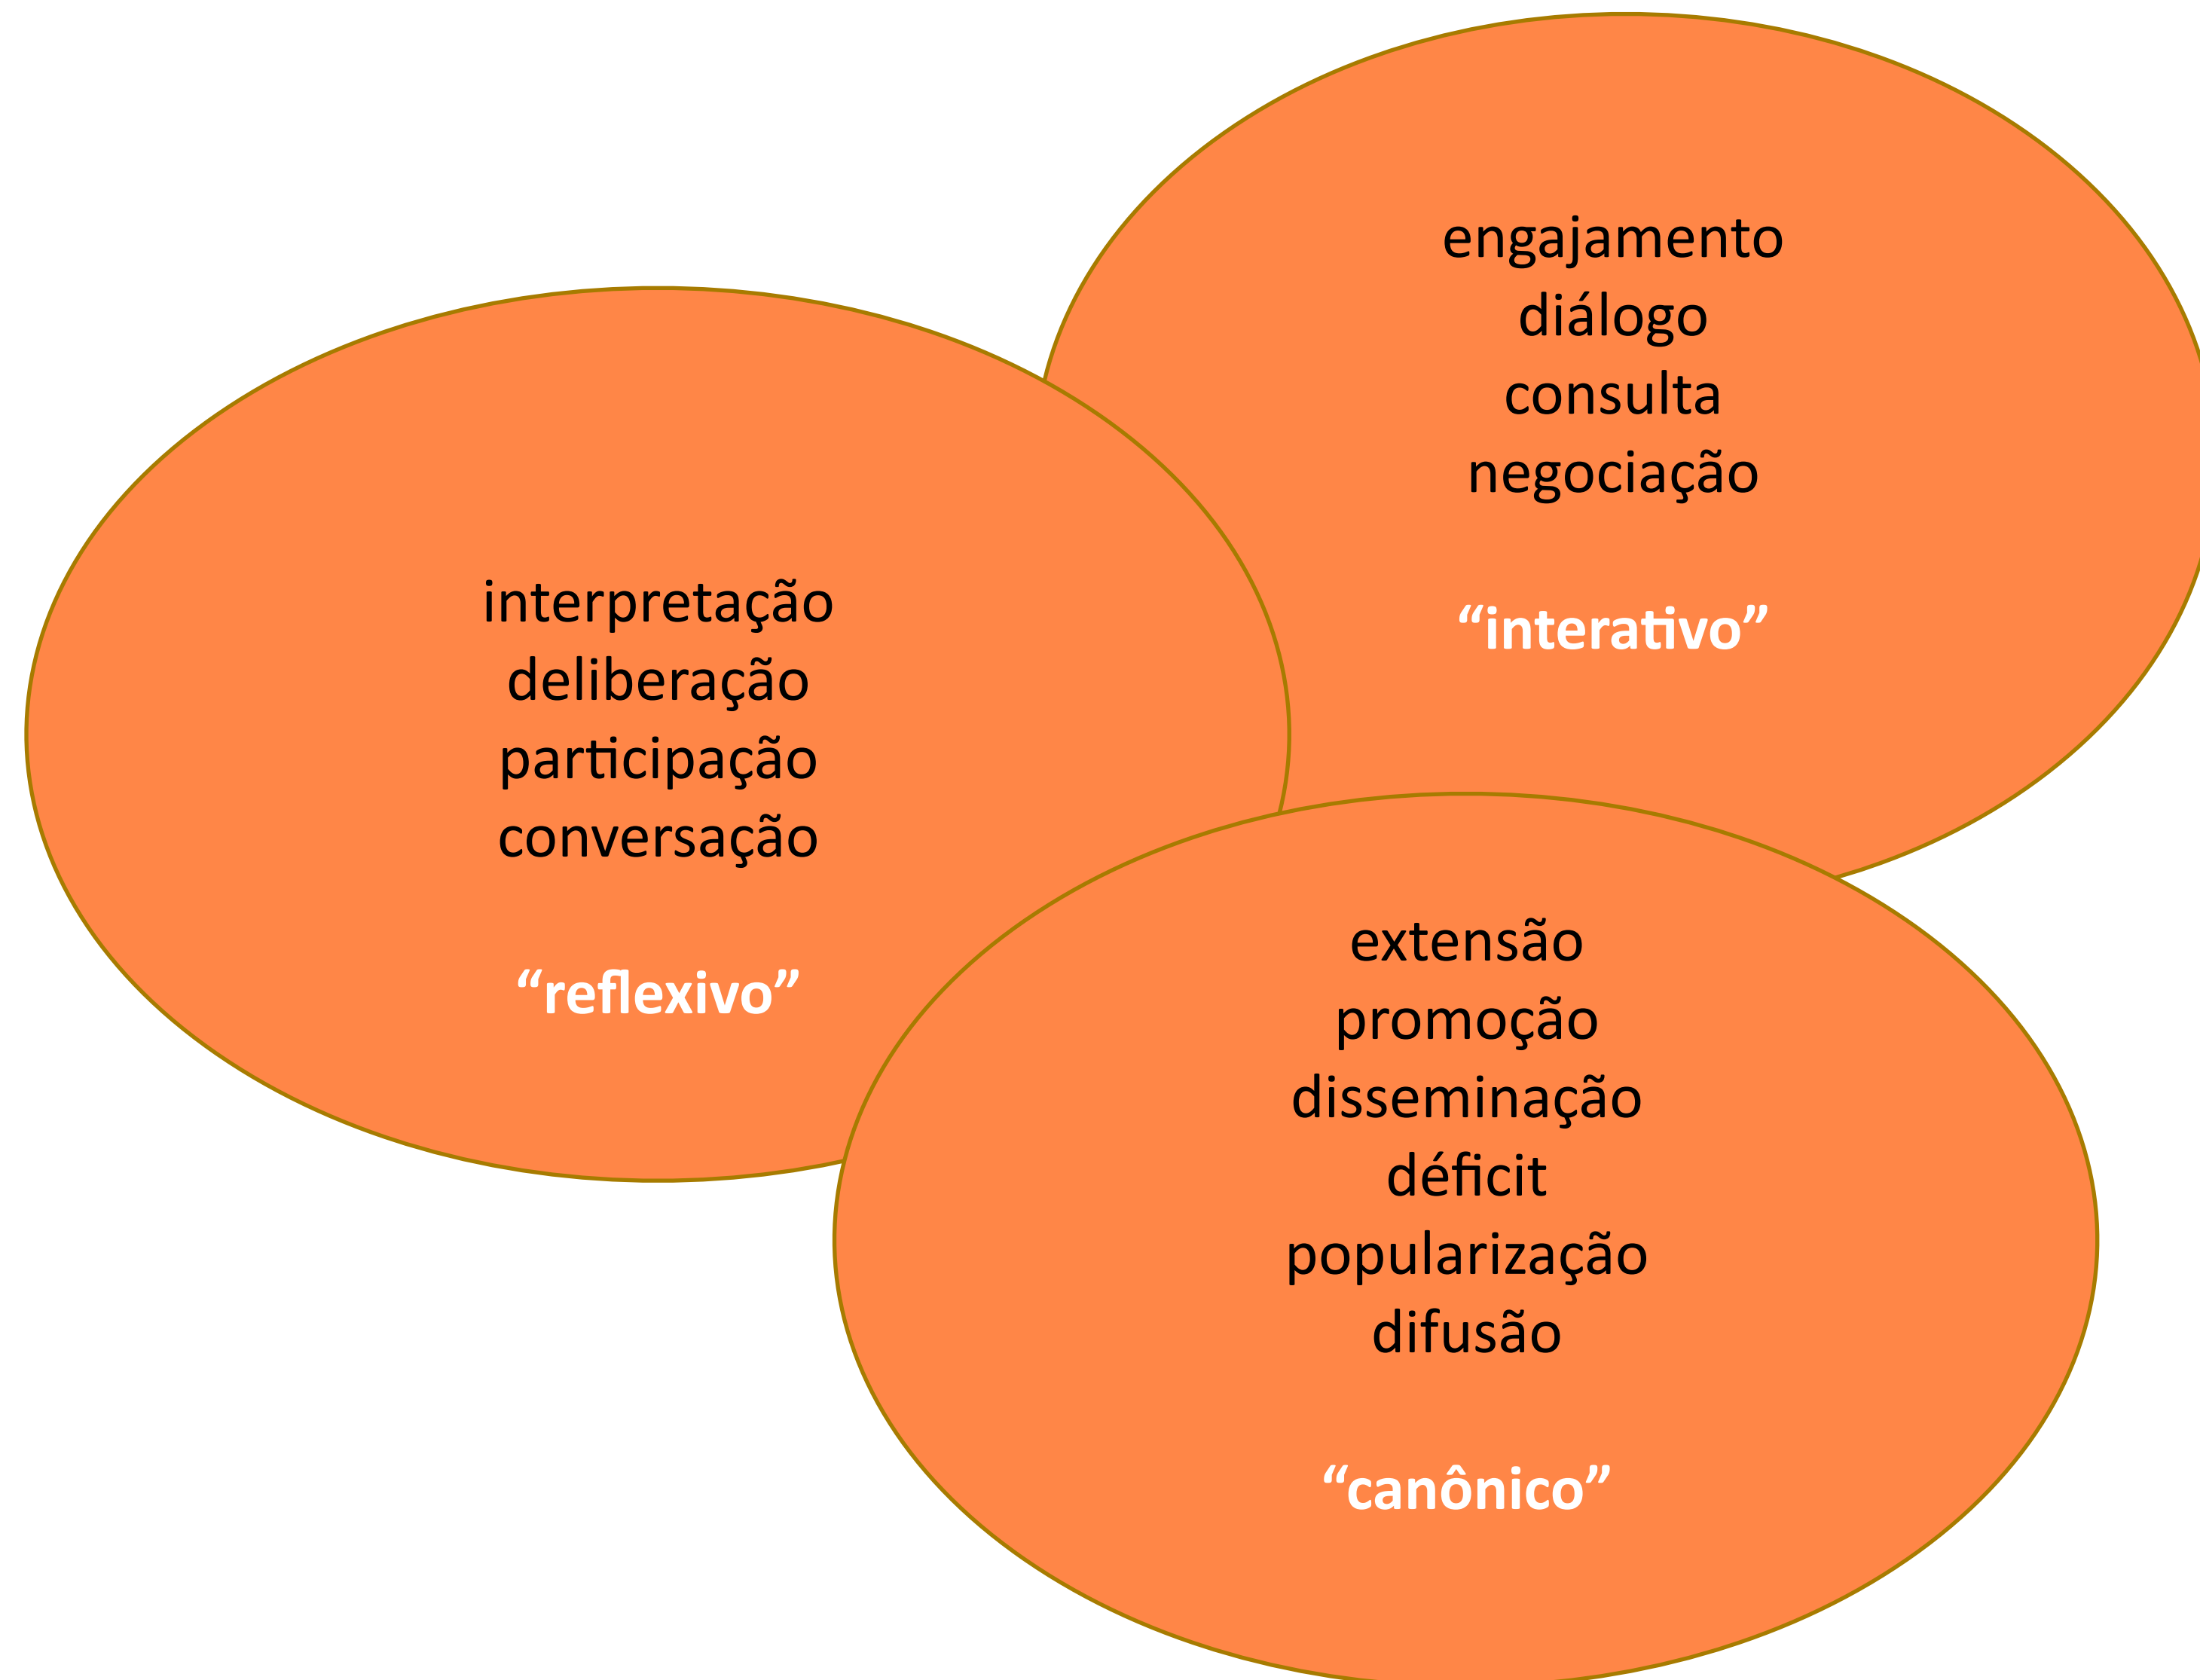 engajamento
diálogo
consulta
negociação
“interativo”
interpretação
deliberação
participação
conversação
“reflexivo”
extensão
promoção
disseminação
déficit
popularização
difusão
“canônico”